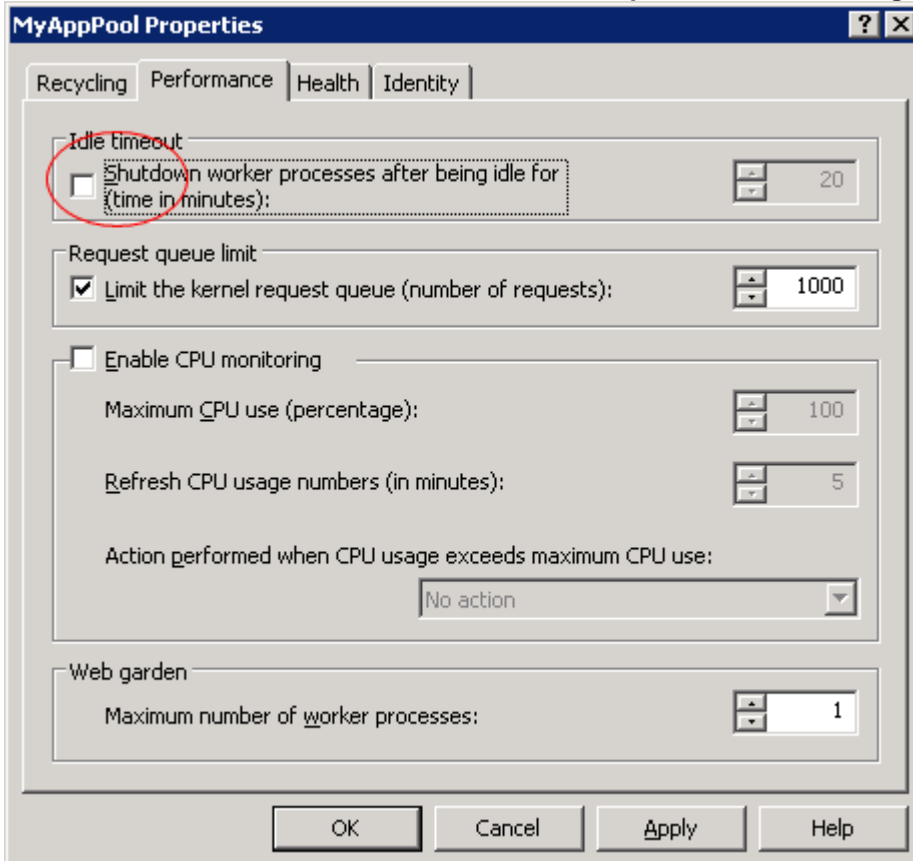 MyAppPool Properties
Recycling Performance Health Identity
Idle timeout
Shutdown worker processes after being idle for
(time in minutes):
20
Request queue limit
Limit the kernel request queue (number of requests):
1000
Enable CPU monitoring
Maximum CPU use (percentage):
100
Refresh CPU usage numbers (in minutes):
5
Action performed when CPU usage exceeds maximum CPU use:
No action
Web garden
Maximum number of worker processes:
1
OK Cancel Apply Help